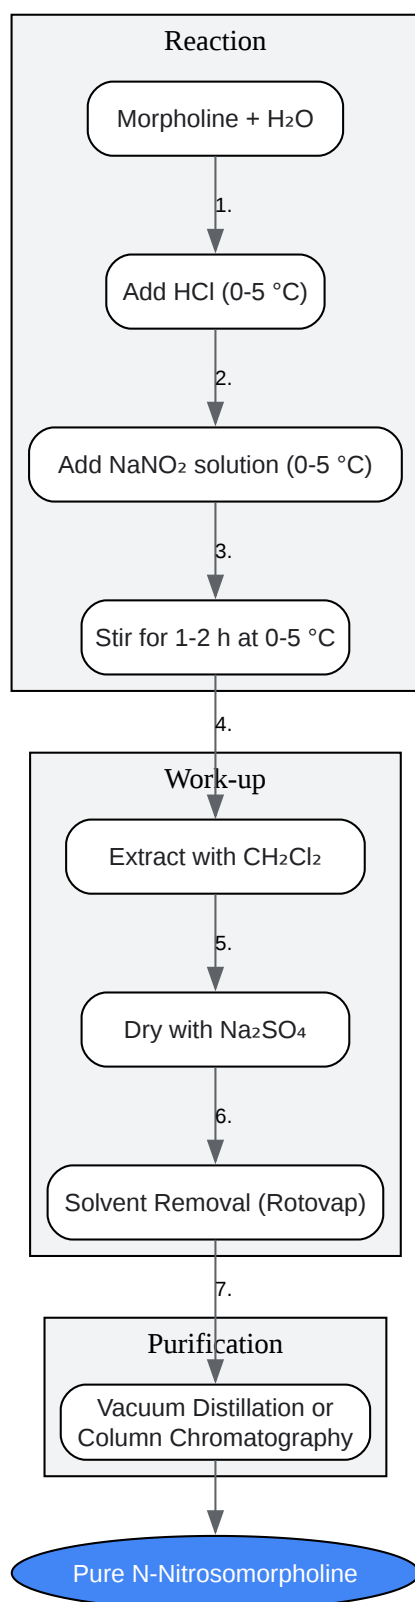 Reaction
Morpholine + H₂O
1.
Add HCl (0-5 °C)
2.
Add NaNO₂ solution (0-5 °C)
3.
Stir for 1-2 h at 0-5 °C
4.
Work-up
Extract with CH₂Cl₂
5.
Dry with Na₂SO₄
6.
Solvent Removal (Rotovap)
7.
Purification
Vacuum Distillation or
Column Chromatography
Pure N-Nitrosomorpholine